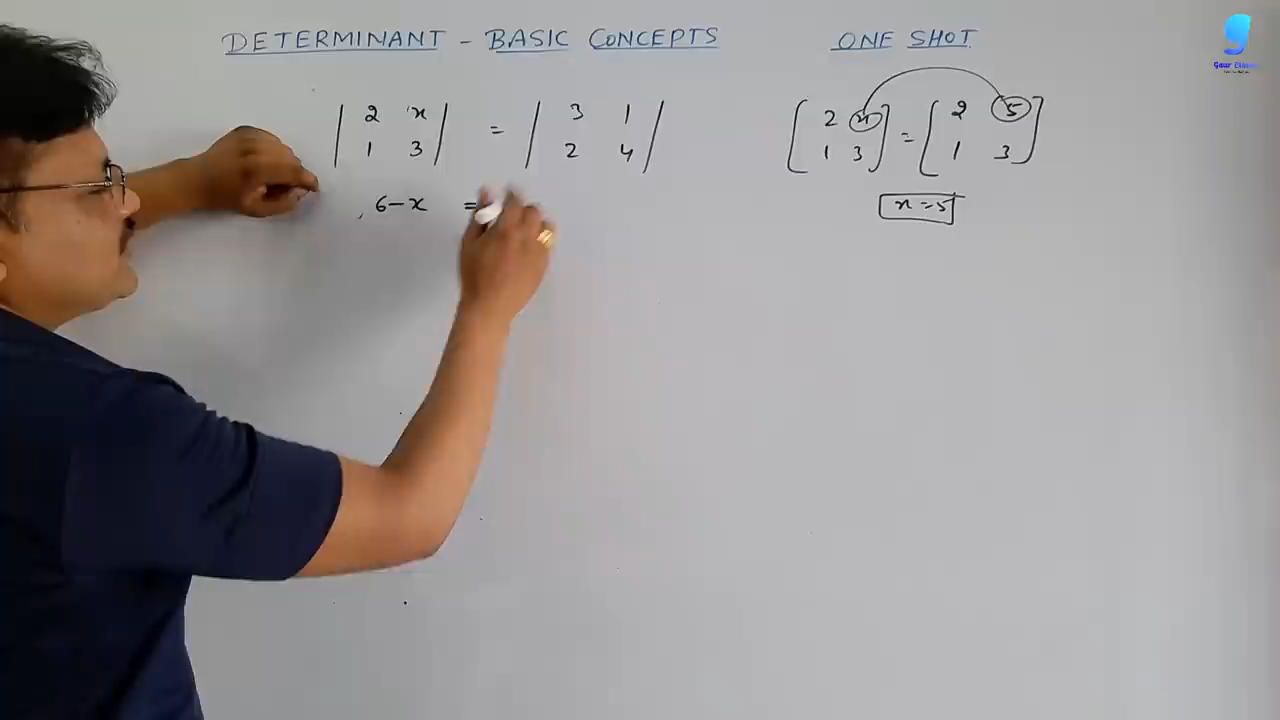 DETERMINANT - BASIC CONCEPTS ONE SHOT
| 2 x | = | 3 1 |
| 1 3 | | 2 4 |
[ 2 x ] = [ 2 5 ]
[ 1 3 ] [ 1 3 ]
6 - x =
x = 5